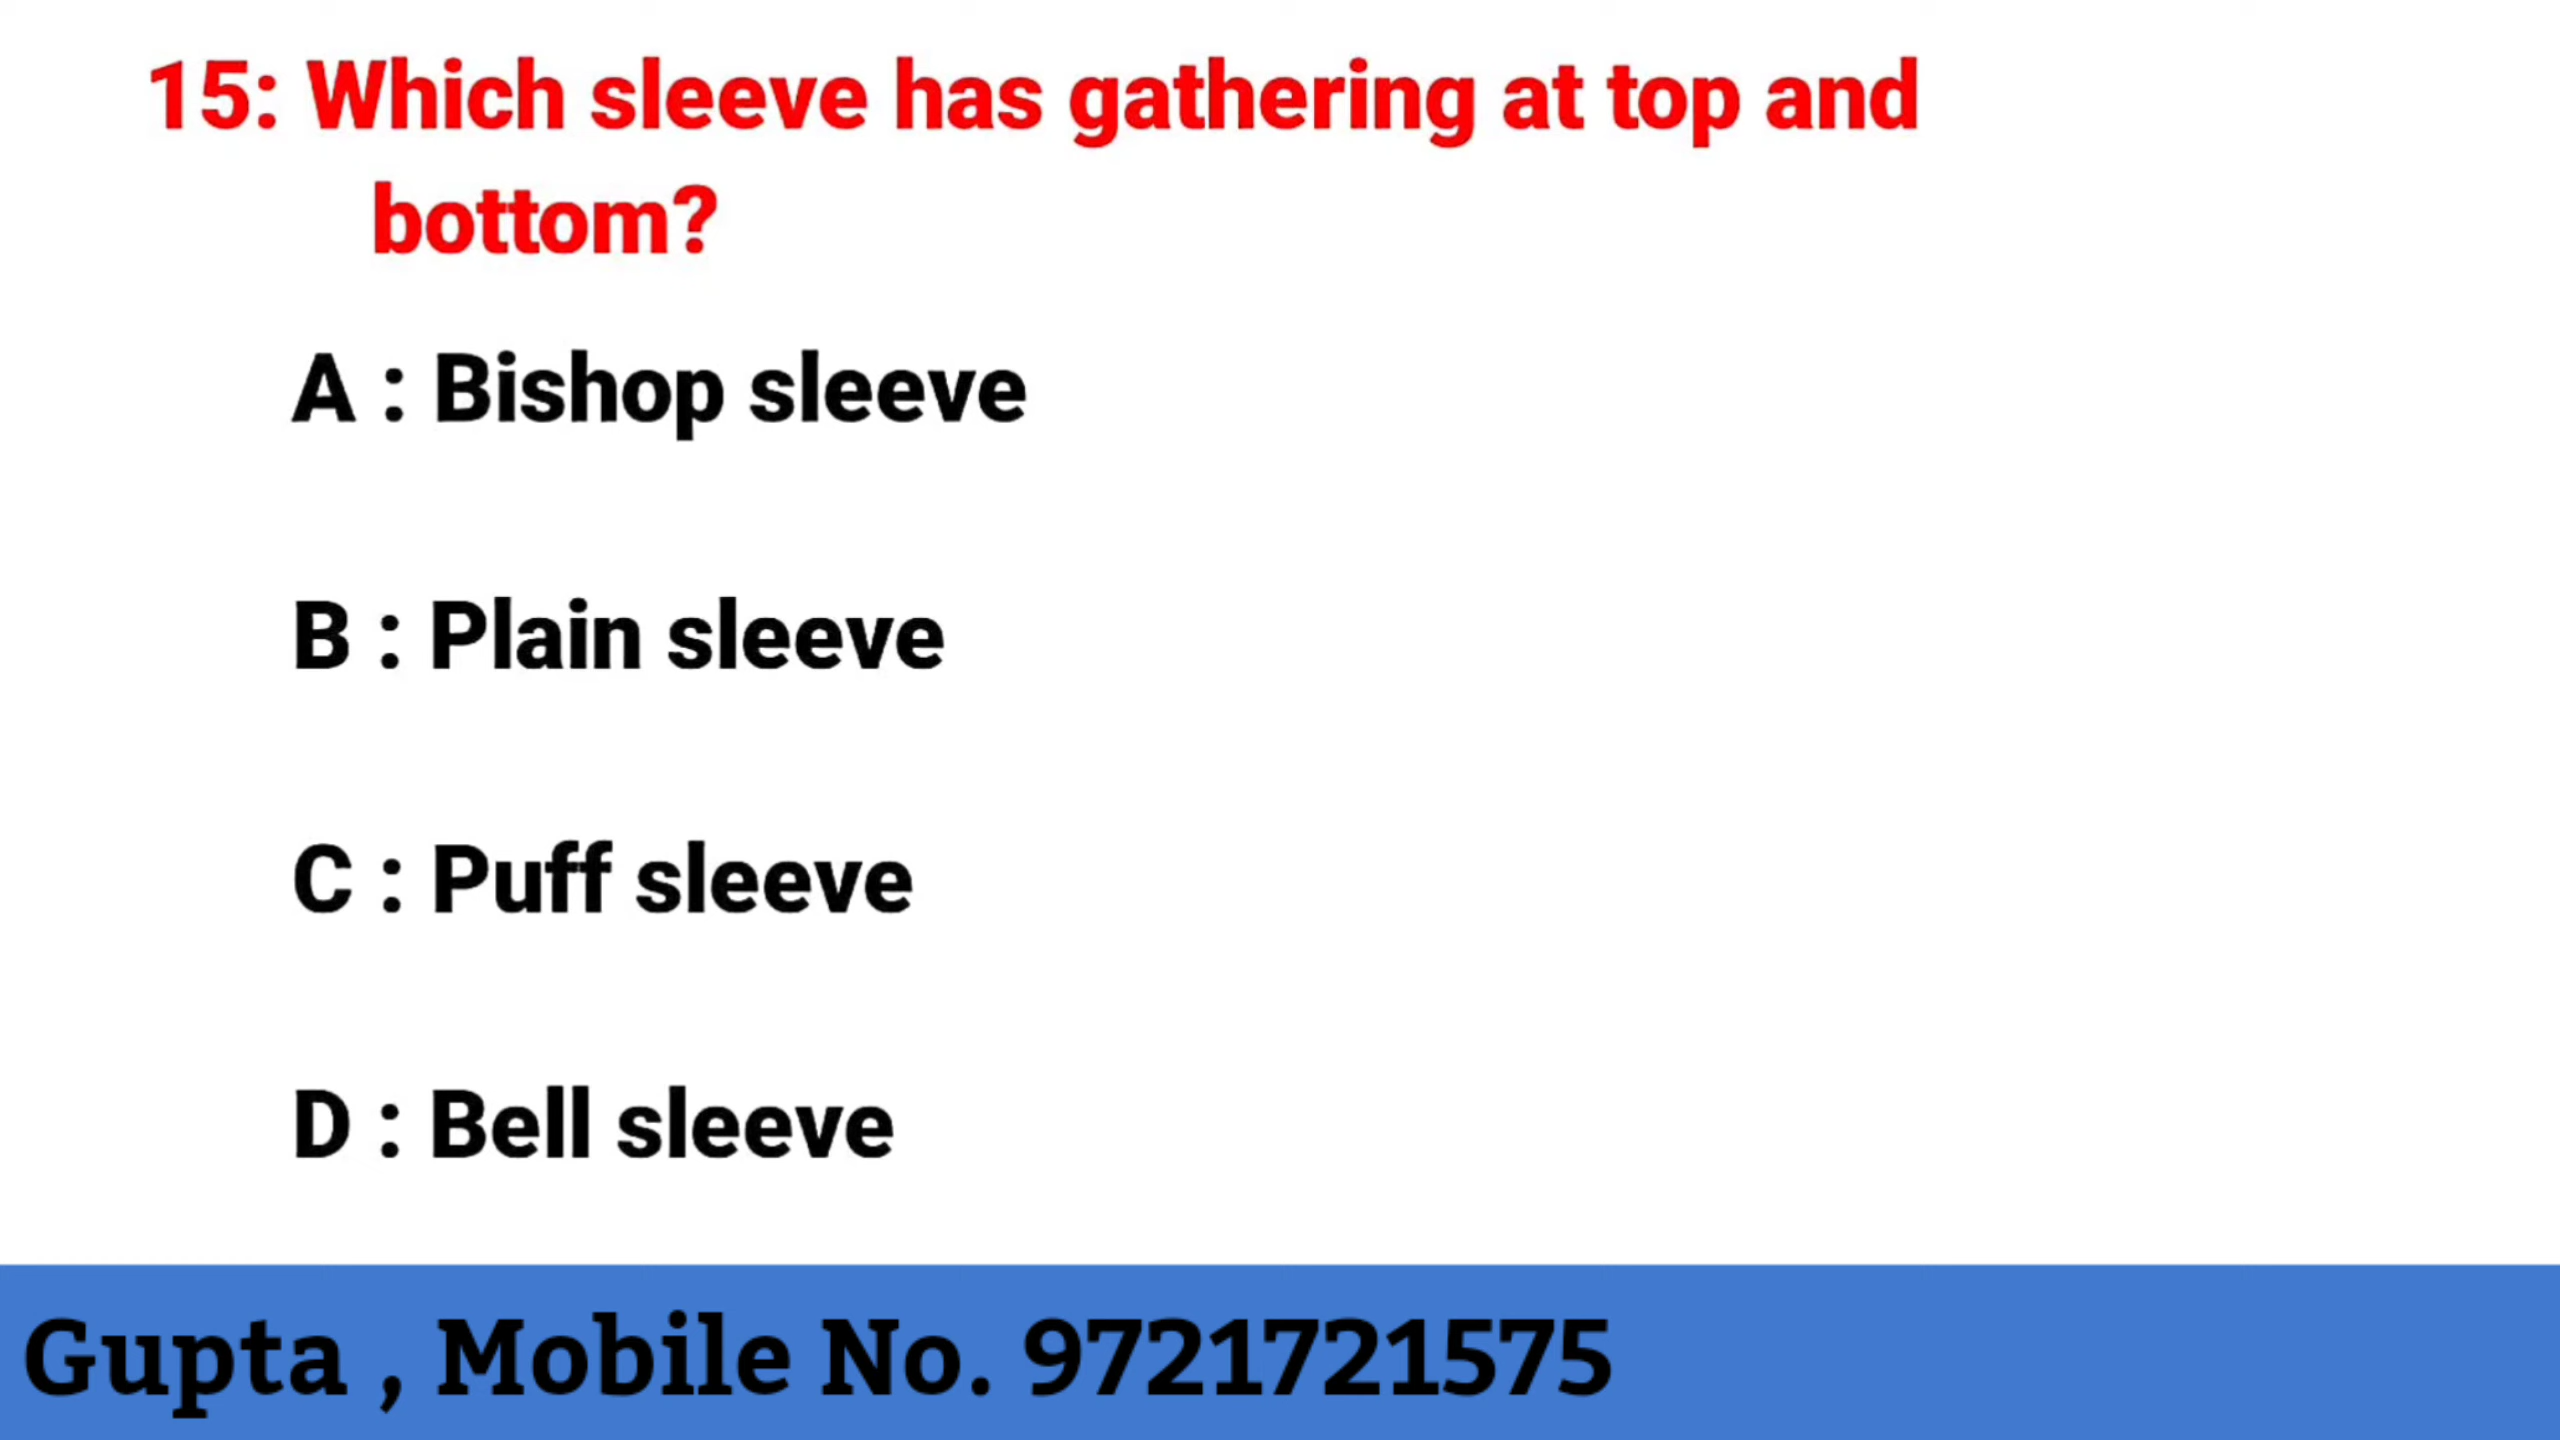 15: Which sleeve has gathering at top and
bottom?
A : Bishop sleeve
B : Plain sleeve
C : Puff sleeve
D : Bell sleeve
Gupta , Mobile No. 9721721575